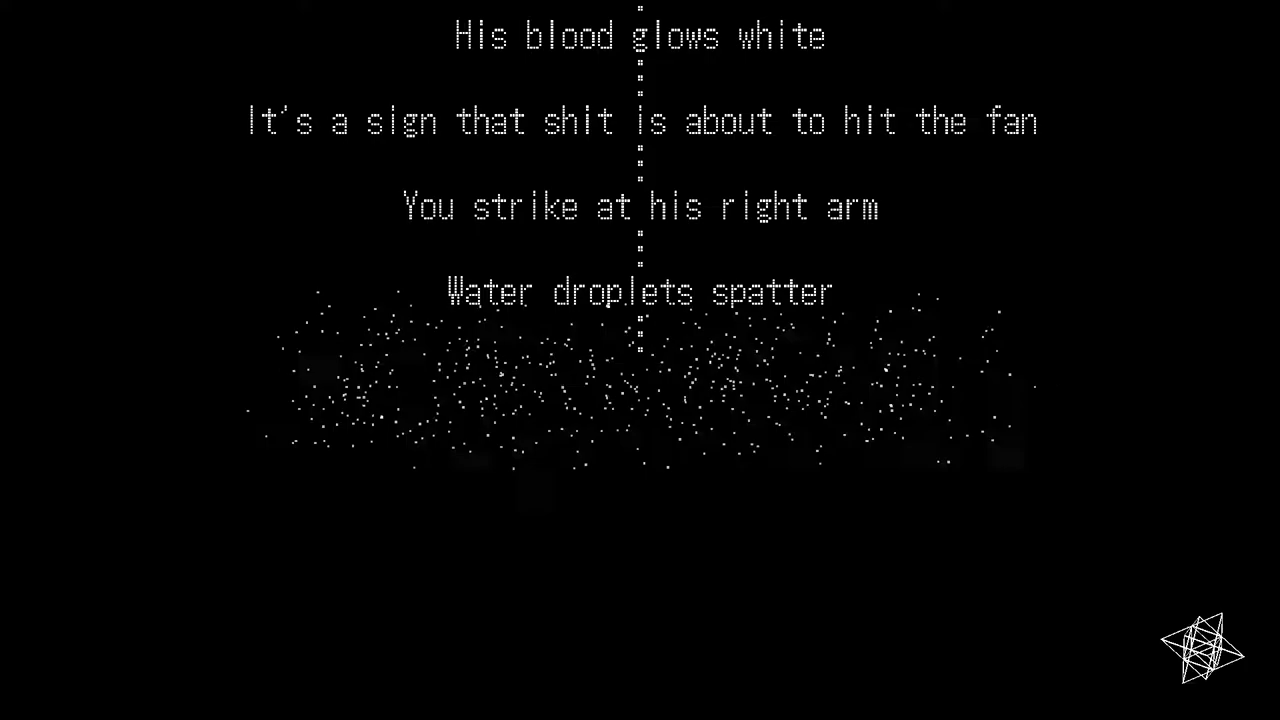 His blood glows white
It's a sign that shit is about to hit the fan
You strike at his right arm
Water droplets spatter